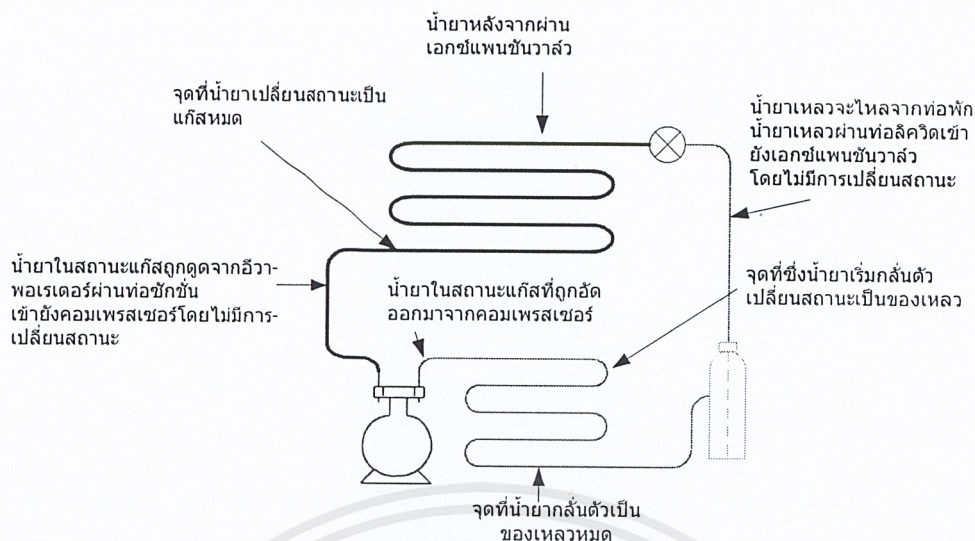 น้ำยาหลังจากผ่าน
เอกซ์แพนชันวาล์ว
จุดที่น้ำยาเปลี่ยนสถานะเป็น
แก๊สหมด
น้ำยาเหลวจะไหลจากท่อพัก
น้ำยาเหลวผ่านท่อลิควิดเข้า
ยังเอกซ์แพนชันวาล์ว
โดยไม่มีการเปลี่ยนสถานะ
น้ำยาในสถานะแก๊สถูกดูดจากอีวา-
พอเรเตอร์ผ่านท่อซักชั่น
เข้ายังคอมเพรสเซอร์โดยไม่มีการ-
เปลี่ยนสถานะ
น้ำยาในสถานะแก๊สที่ถูกอัด
ออกมาจากคอมเพรสเซอร์
จุดที่ซึ่งน้ำยาเริ่มกลั่นตัว
เปลี่ยนสถานะเป็นของเหลว
จุดที่น้ำยากลั่นตัวเป็น
ของเหลวหมด